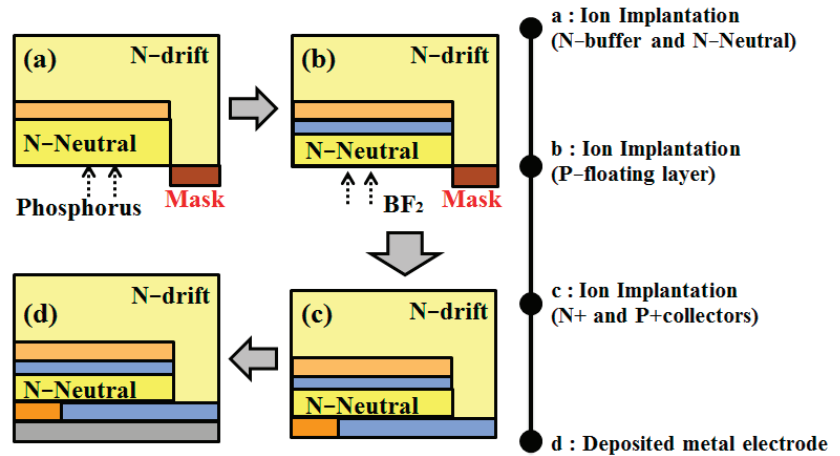 (a)
N-drift
N-Neutral
Phosphorus
Mask
(b)
N-drift
N-Neutral
BF₂
Mask
(d)
N-drift
N-Neutral
(c)
N-drift
N-Neutral
a : Ion Implantation
(N-buffer and N-Neutral)
b : Ion Implantation
(P-floating layer)
c : Ion Implantation
(N+ and P+collectors)
d : Deposited metal electrode